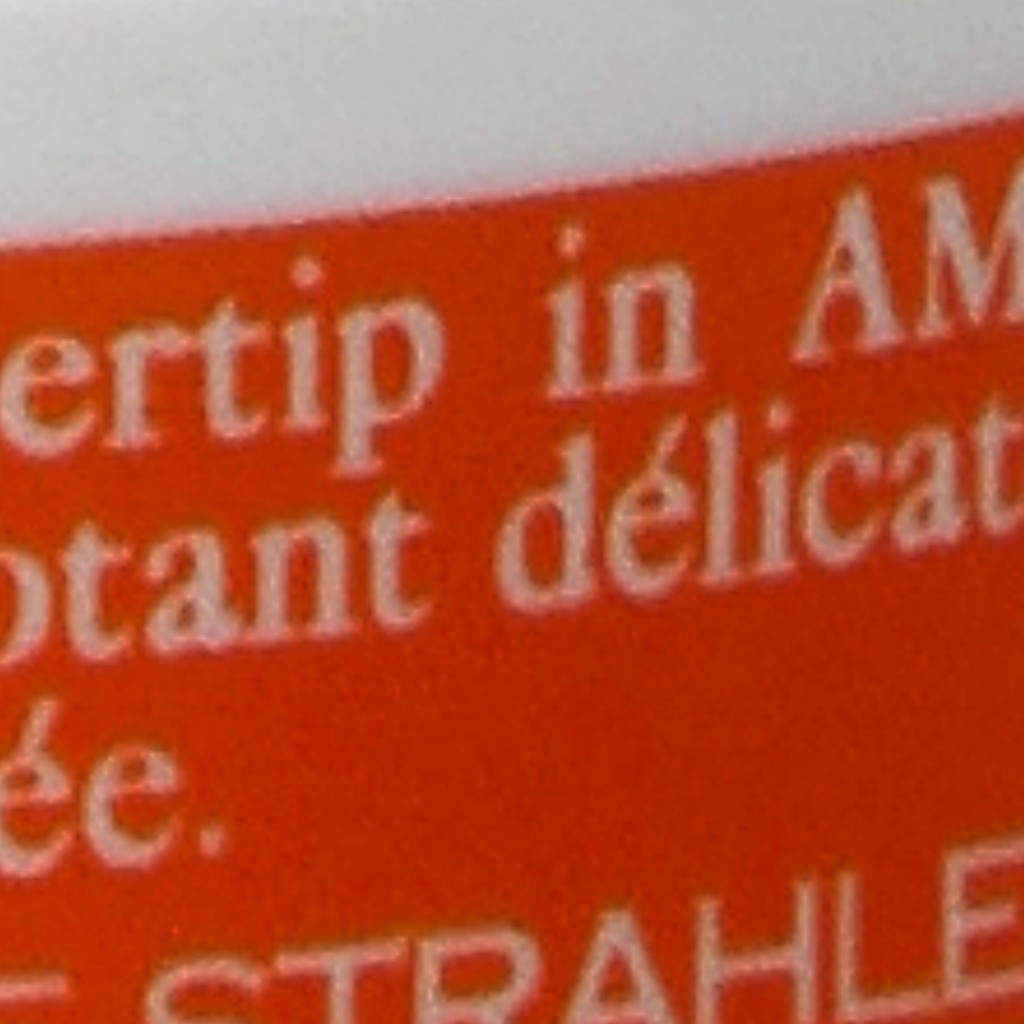 ertip in AM
otant délicat
ée.
STRAHLE